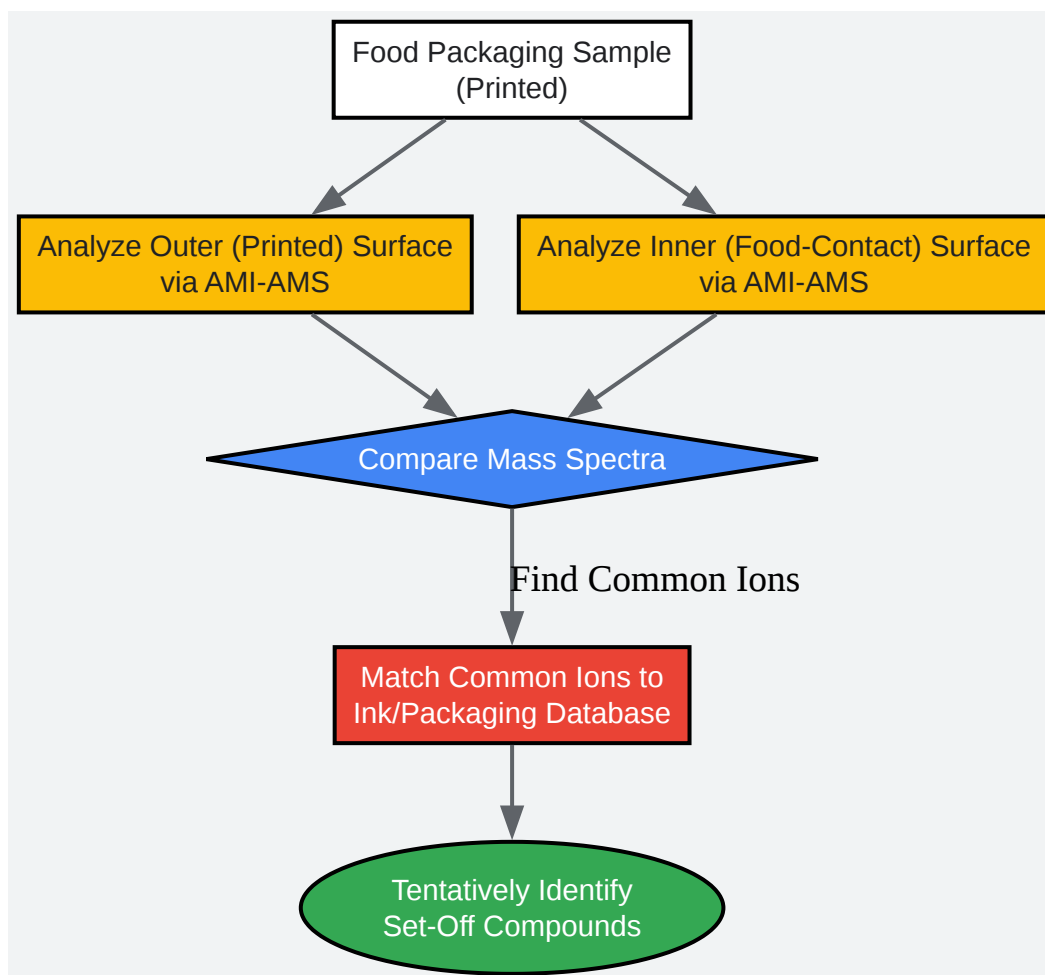 Food Packaging Sample
(Printed)
Analyze Outer (Printed) Surface
via AMI-AMS
Analyze Inner (Food-Contact) Surface
via AMI-AMS
Compare Mass Spectra
Find Common Ions
Match Common Ions to
Ink/Packaging Database
Tentatively Identify
Set-Off Compounds